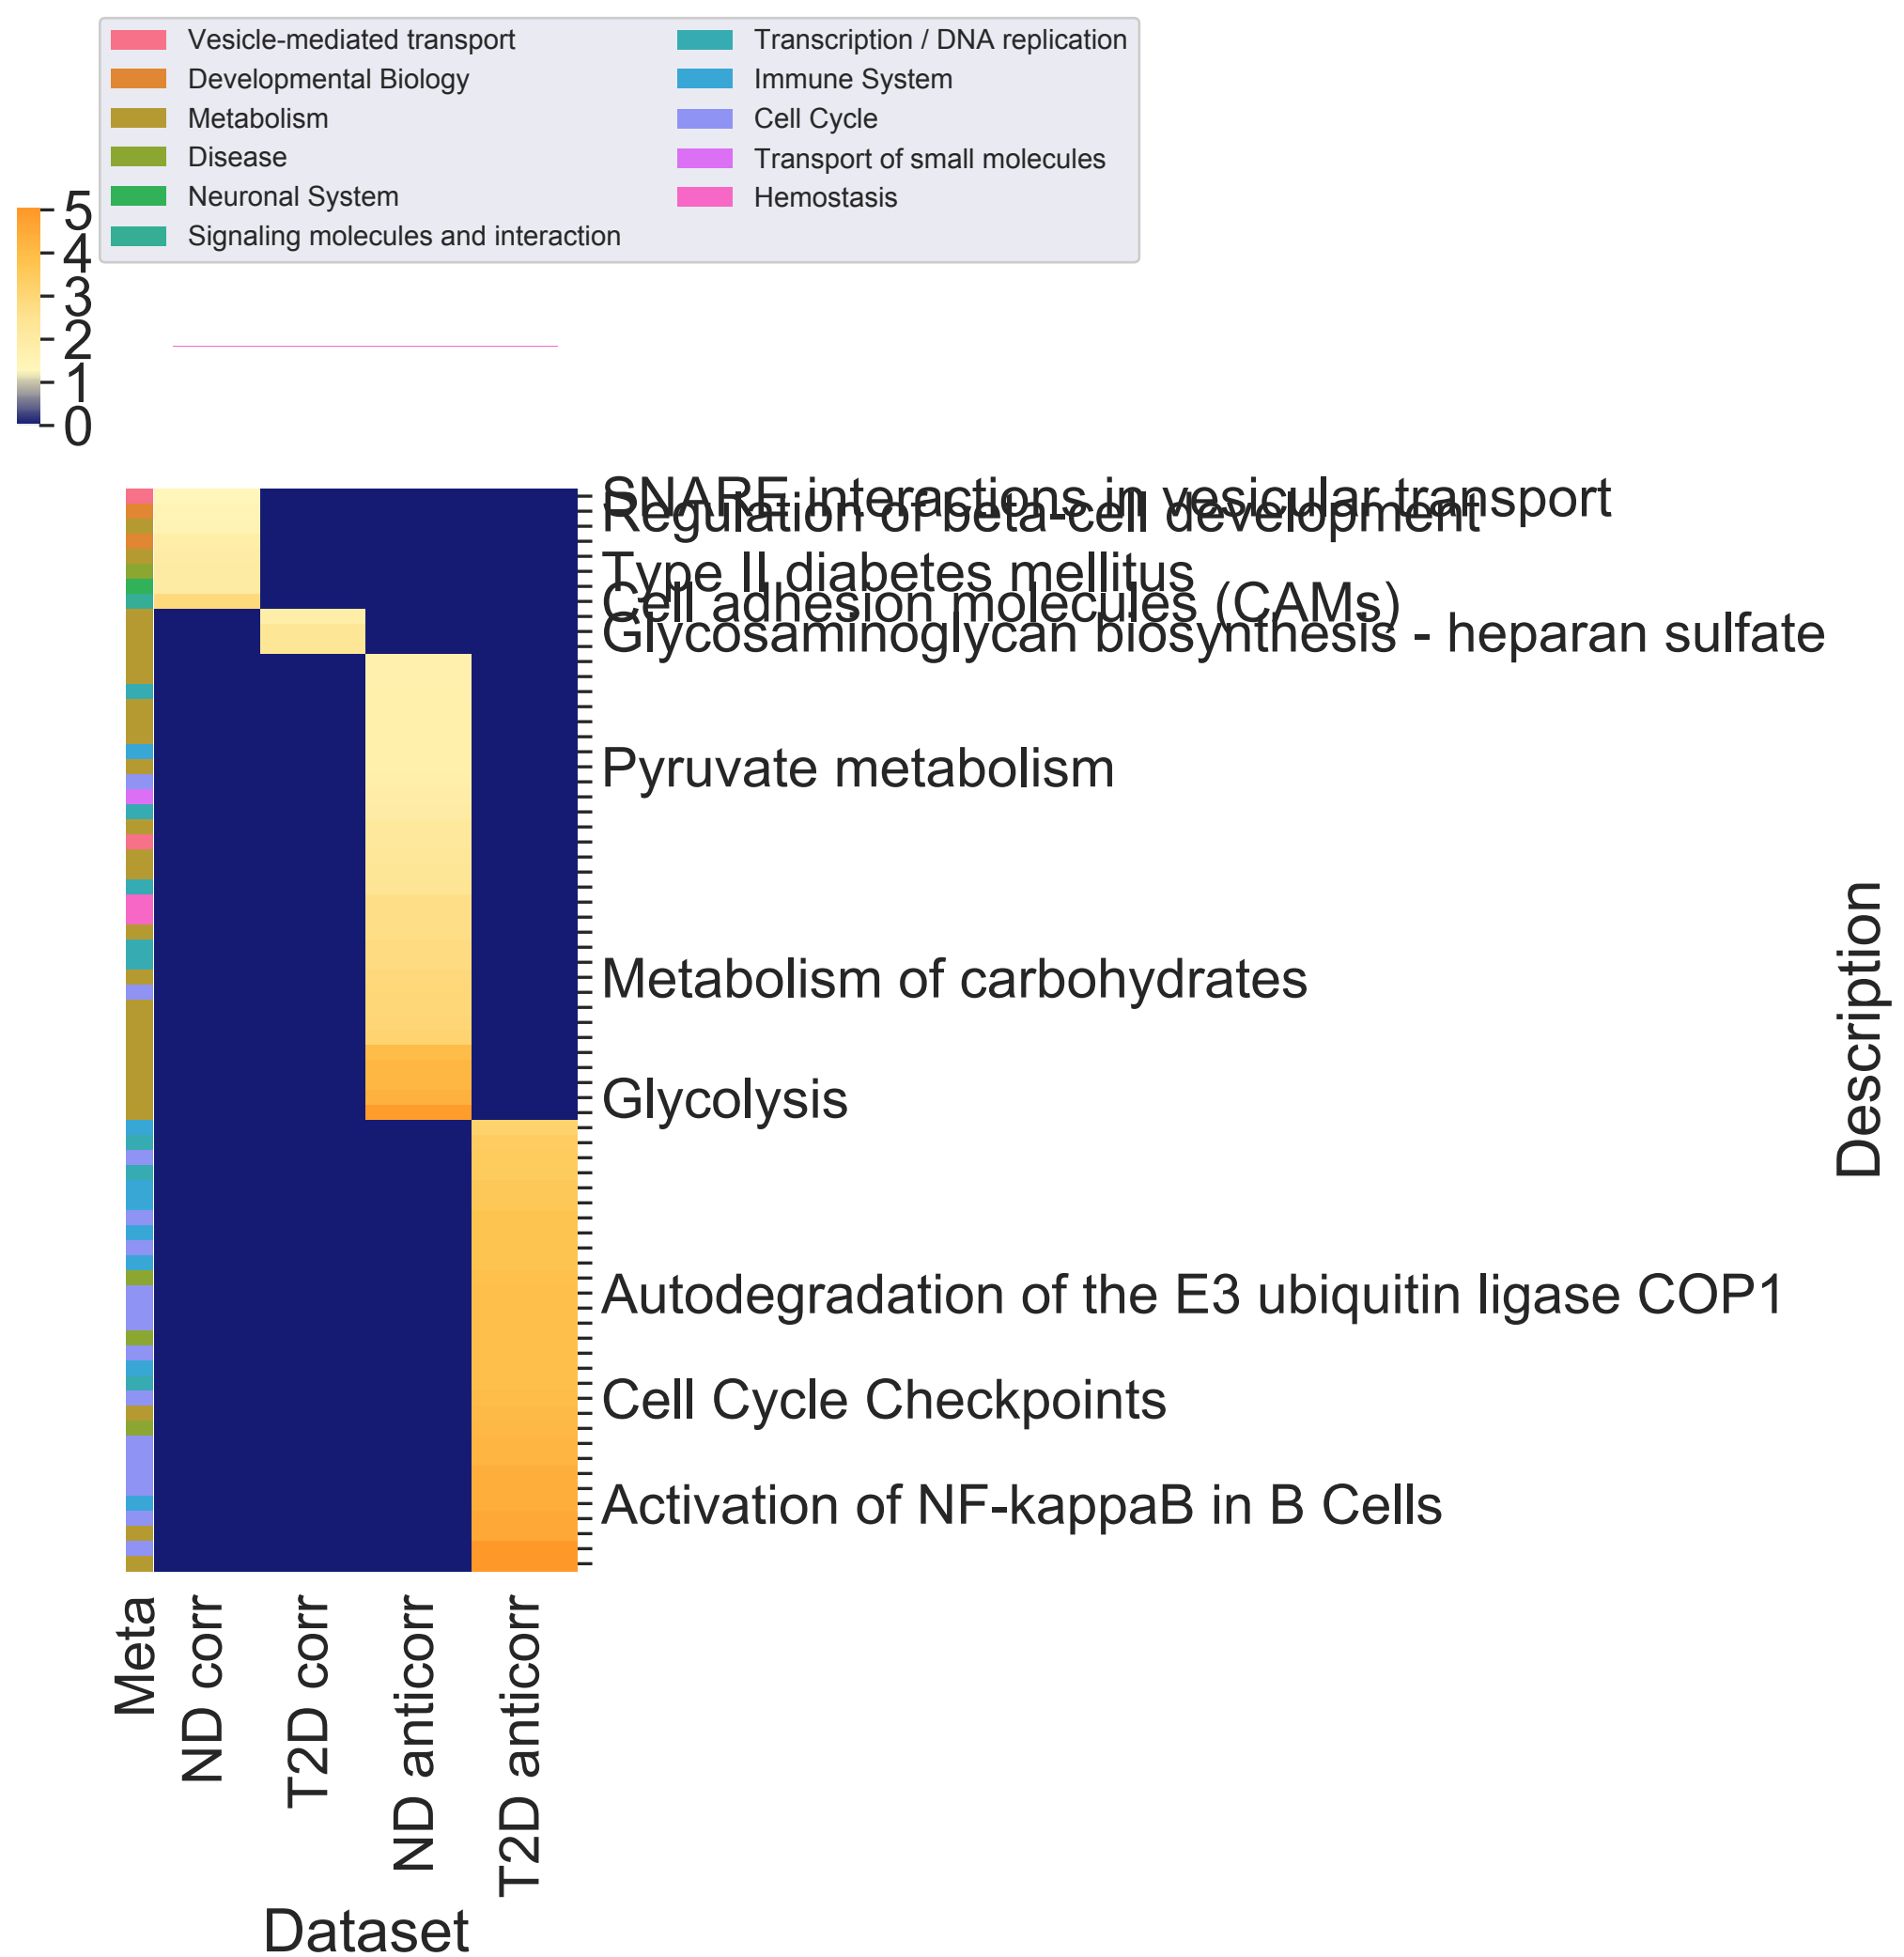 Vesicle-mediated transport
Developmental Biology
Metabolism
Disease
Neuronal System
Signaling molecules and interaction
Transcription / DNA replication
Immune System
Cell Cycle
Transport of small molecules
Hemostasis
5
4
3
2
1
0
SNARE interactions in vesicular transport
Regulation of beta-cell development
Type II diabetes mellitus
Cell adhesion molecules (CAMs)
Glycosaminoglycan biosynthesis - heparan sulfate
Pyruvate metabolism
Metabolism of carbohydrates
Glycolysis
Autodegradation of the E3 ubiquitin ligase COP1
Cell Cycle Checkpoints
Activation of NF-kappaB in B Cells
Description
Meta
ND corr
T2D corr
ND anticorr
T2D anticorr
Dataset